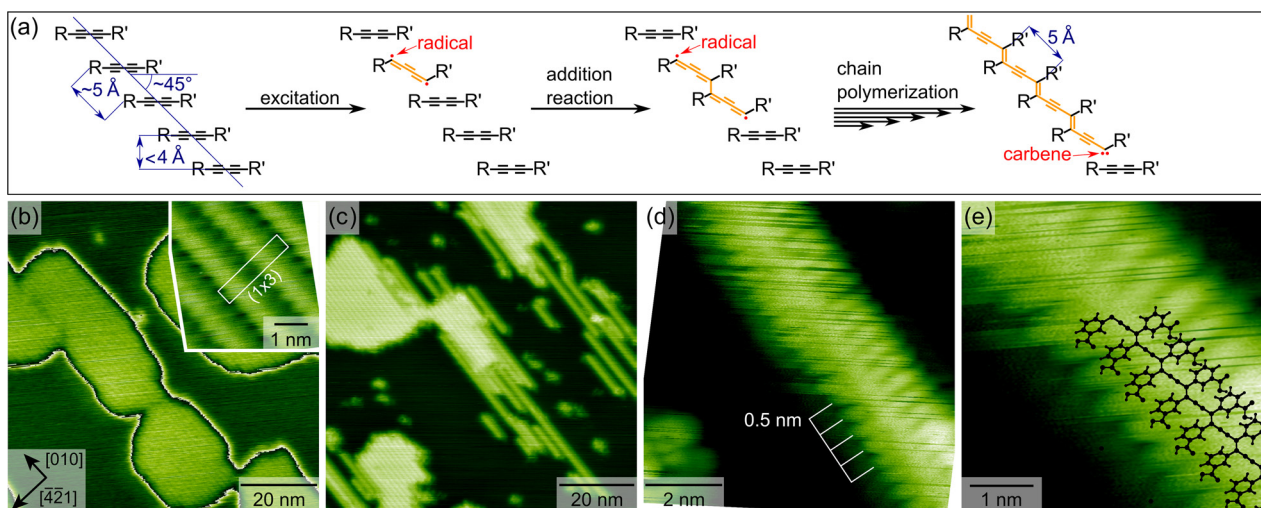 (a)
R R'
R R'
R R'
R R'
R R'
~5 Å
~45°
<4 Å
excitation
R R'
radical
R R'
R R'
R R'
R R'
addition
reaction
R R'
radical
R R'
R R'
R R'
R R'
chain
polymerization
R R'
R R'
R R'
R R'
R R'
5 Å
carbene
(b)
(1x3)
1 nm
[010]
[4̅2̅1]
20 nm
(c)
20 nm
(d)
0.5 nm
2 nm
(e)
1 nm